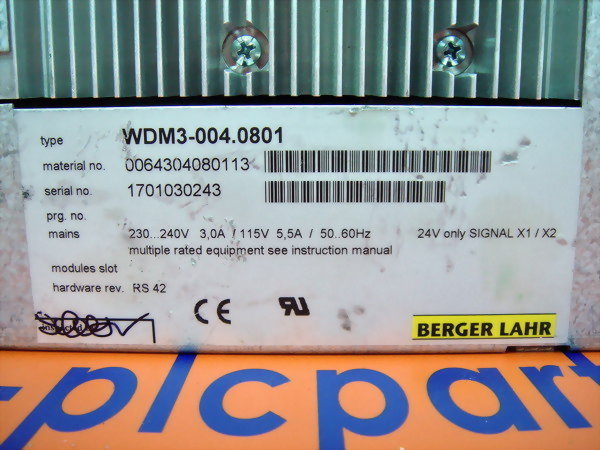 type WDM3-004.0801
material no. 0064304080113
serial no. 1701030243
prg. no.
mains 230...240V 3,0A / 115V 5,5A / 50..60Hz 24V only SIGNAL X1 / X2
multiple rated equipment see instruction manual
modules slot
hardware rev. RS 42
CE RU
BERGER LAHR
-plcpart